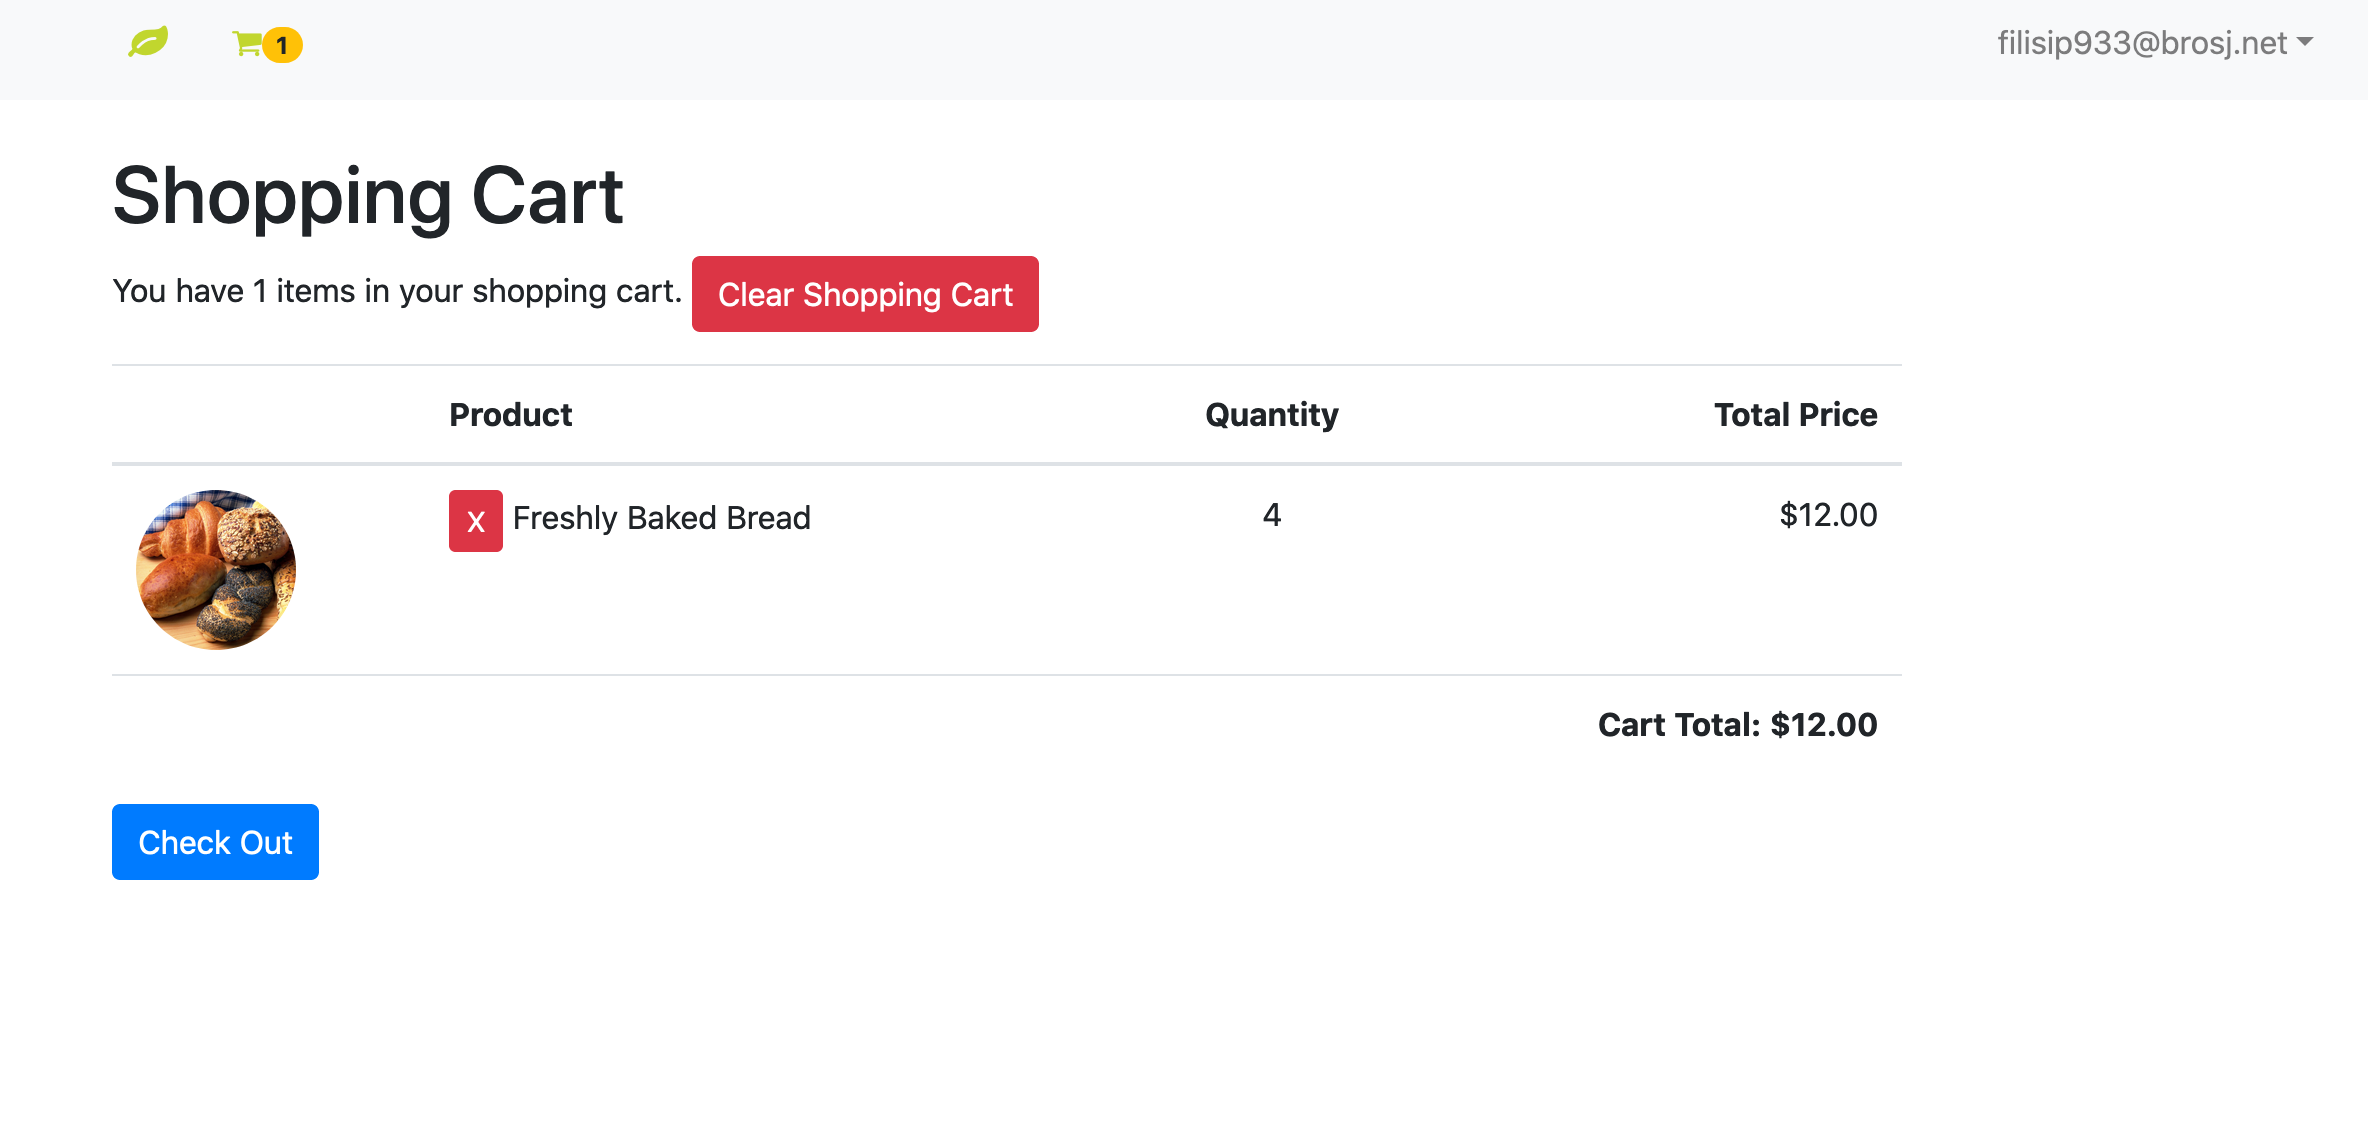 1 filisip933@brosj.net
Shopping Cart
You have 1 items in your shopping cart. Clear Shopping Cart
Product Quantity Total Price
X Freshly Baked Bread 4 $12.00
Cart Total: $12.00
Check Out